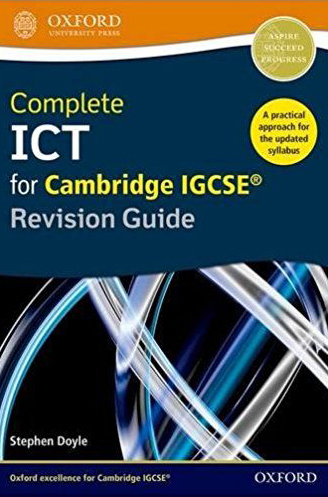 OXFORD
UNIVERSITY PRESS
ASPIRE
SUCCEED
PROGRESS
Complete
ICT
for Cambridge IGCSE®
Revision Guide
A practical
approach for
the updated
syllabus
Stephen Doyle
Oxford excellence for Cambridge IGCSE®
OXFORD